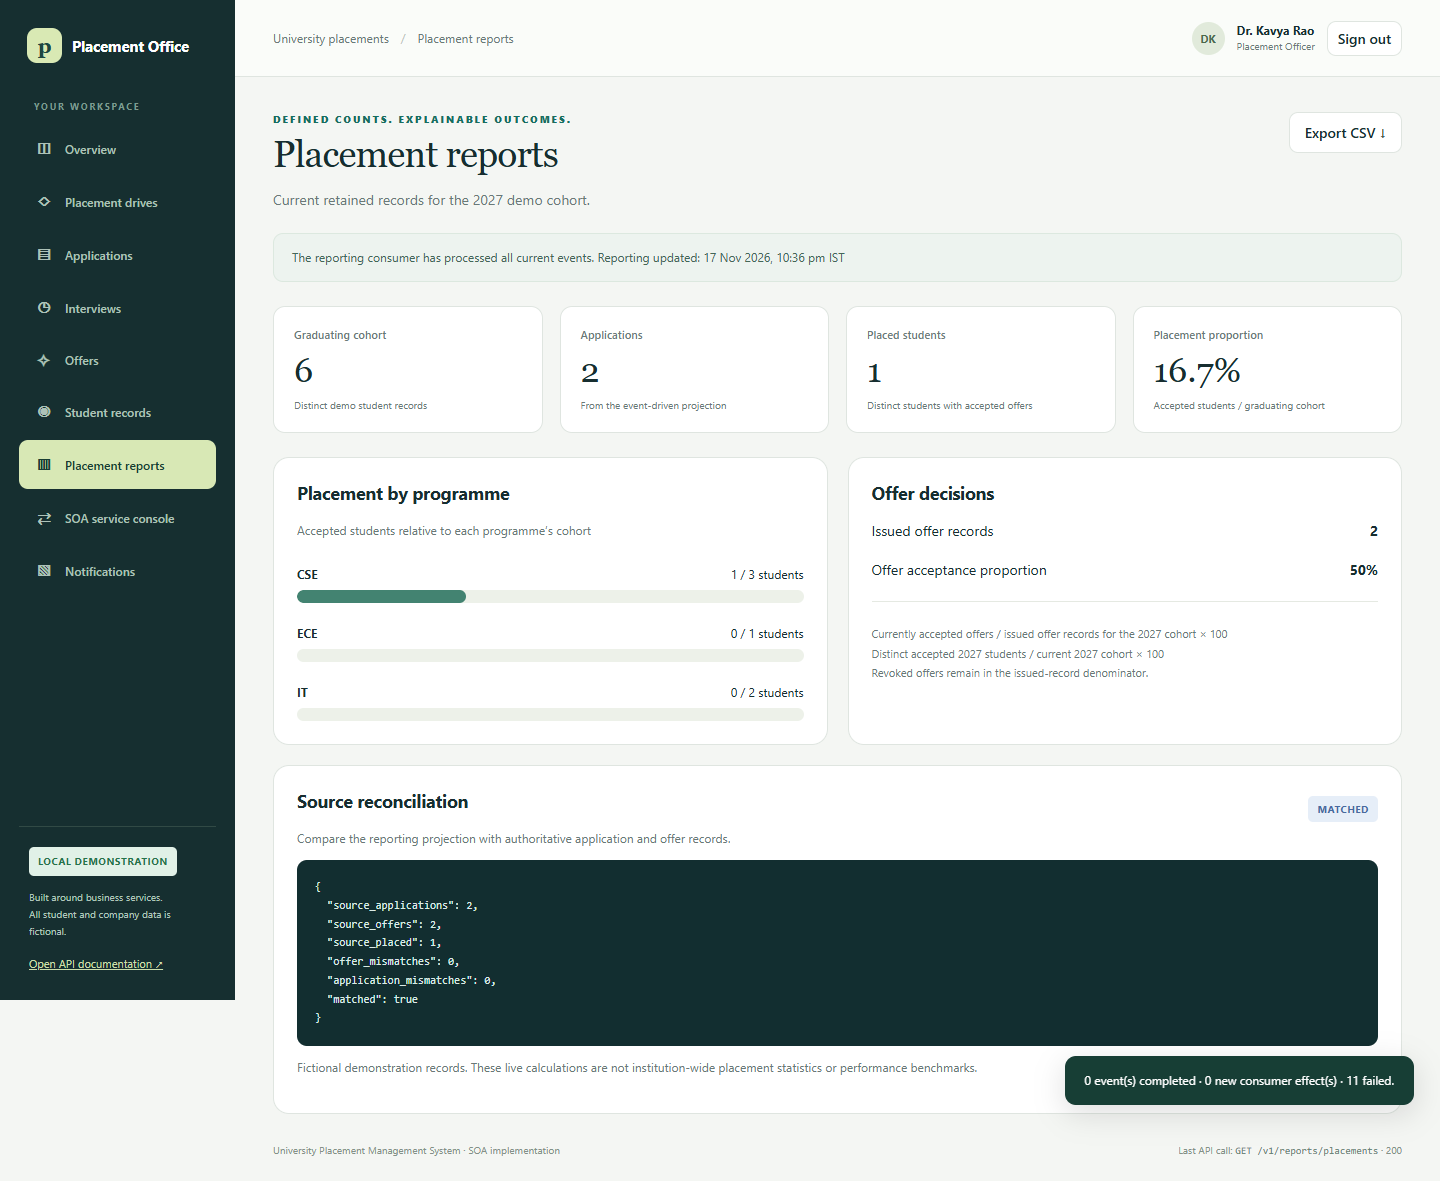 p
Placement Office
YOUR WORKSPACE
Overview
Placement drives
Applications
Interviews
Offers
Student records
Placement reports
SOA service console
Notifications
LOCAL DEMONSTRATION
Built around business services.
All student and company data is
fictional.
Open API documentation ↗
University placements / Placement reports
DK
Dr. Kavya Rao
Placement Officer
Sign out
DEFINED COUNTS. EXPLAINABLE OUTCOMES.
Placement reports
Current retained records for the 2027 demo cohort.
Export CSV ↓
The reporting consumer has processed all current events. Reporting updated: 17 Nov 2026, 10:36 pm IST
Graduating cohort
6
Distinct demo student records
Applications
2
From the event-driven projection
Placed students
1
Distinct students with accepted offers
Placement proportion
16.7%
Accepted students / graduating cohort
Placement by programme
Accepted students relative to each programme's cohort
CSE 1 / 3 students
ECE 0 / 1 students
IT 0 / 2 students
Offer decisions
Issued offer records 2
Offer acceptance proportion 50%
Currently accepted offers / issued offer records for the 2027 cohort × 100
Distinct accepted 2027 students / current 2027 cohort × 100
Revoked offers remain in the issued-record denominator.
Source reconciliation
MATCHED
Compare the reporting projection with authoritative application and offer records.
{
"source_applications": 2,
"source_offers": 2,
"source_placed": 1,
"offer_mismatches": 0,
"application_mismatches": 0,
"matched": true
}
Fictional demonstration records. These live calculations are not institution-wide placement statistics or performance benchmarks.
0 event(s) completed · 0 new consumer effect(s) · 11 failed.
University Placement Management System · SOA implementation
Last API call: GET /v1/reports/placements · 200